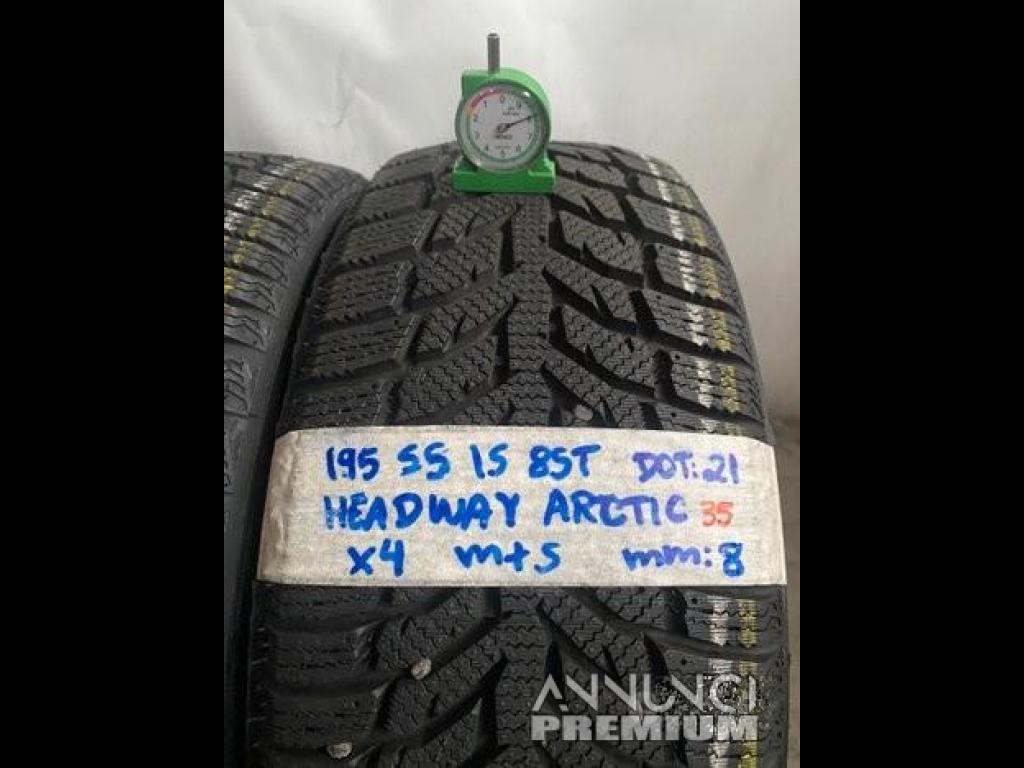 195 55 15 85T DOT: 21
HEADWAY ARCTIC 35
x4 m+s mm: 8
ANNUNCI
PREMIUM